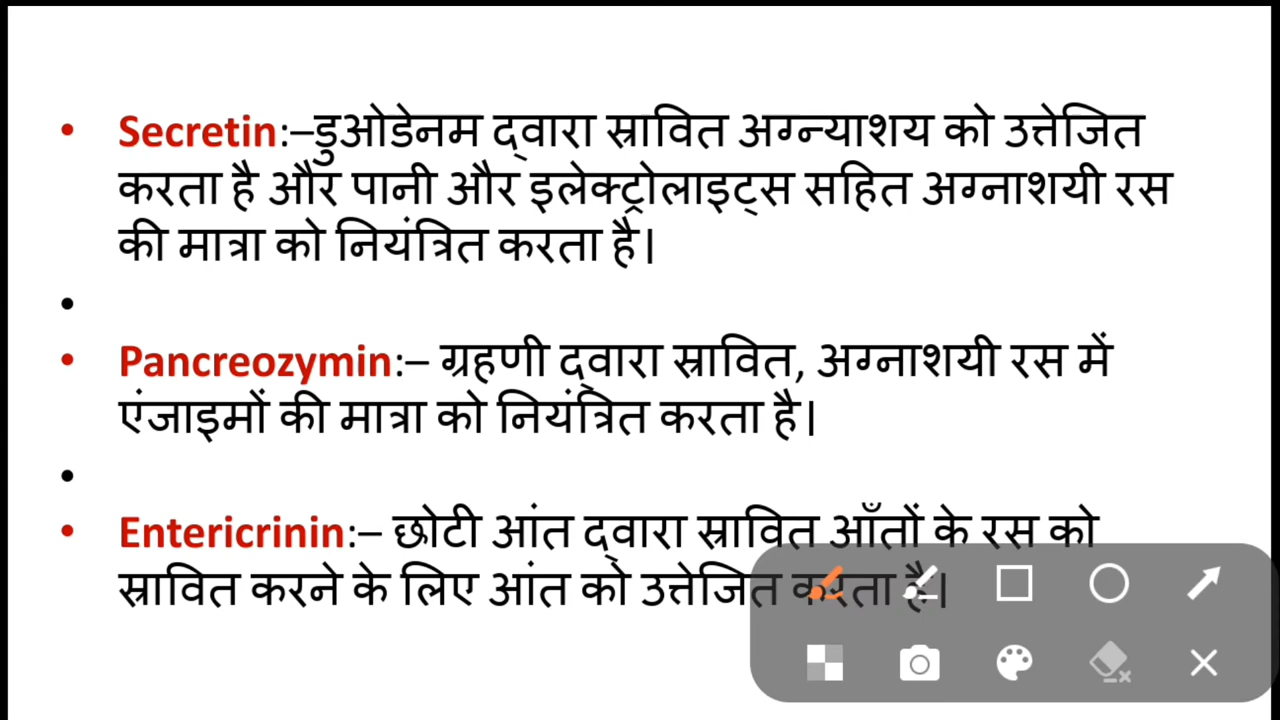 • Secretin:–डुओडेनम द्वारा स्रावित अग्न्याशय को उत्तेजित
करता है और पानी और इलेक्ट्रोलाइट्स सहित अग्नाशयी रस
की मात्रा को नियंत्रित करता है।
•
• Pancreozymin:– ग्रहणी द्वारा स्रावित, अग्नाशयी रस में
एंजाइमों की मात्रा को नियंत्रित करता है।
•
• Entericrinin:– छोटी आंत द्वारा स्रावित आँतों के रस को
स्रावित करने के लिए आंत को उत्तेजित करता है।